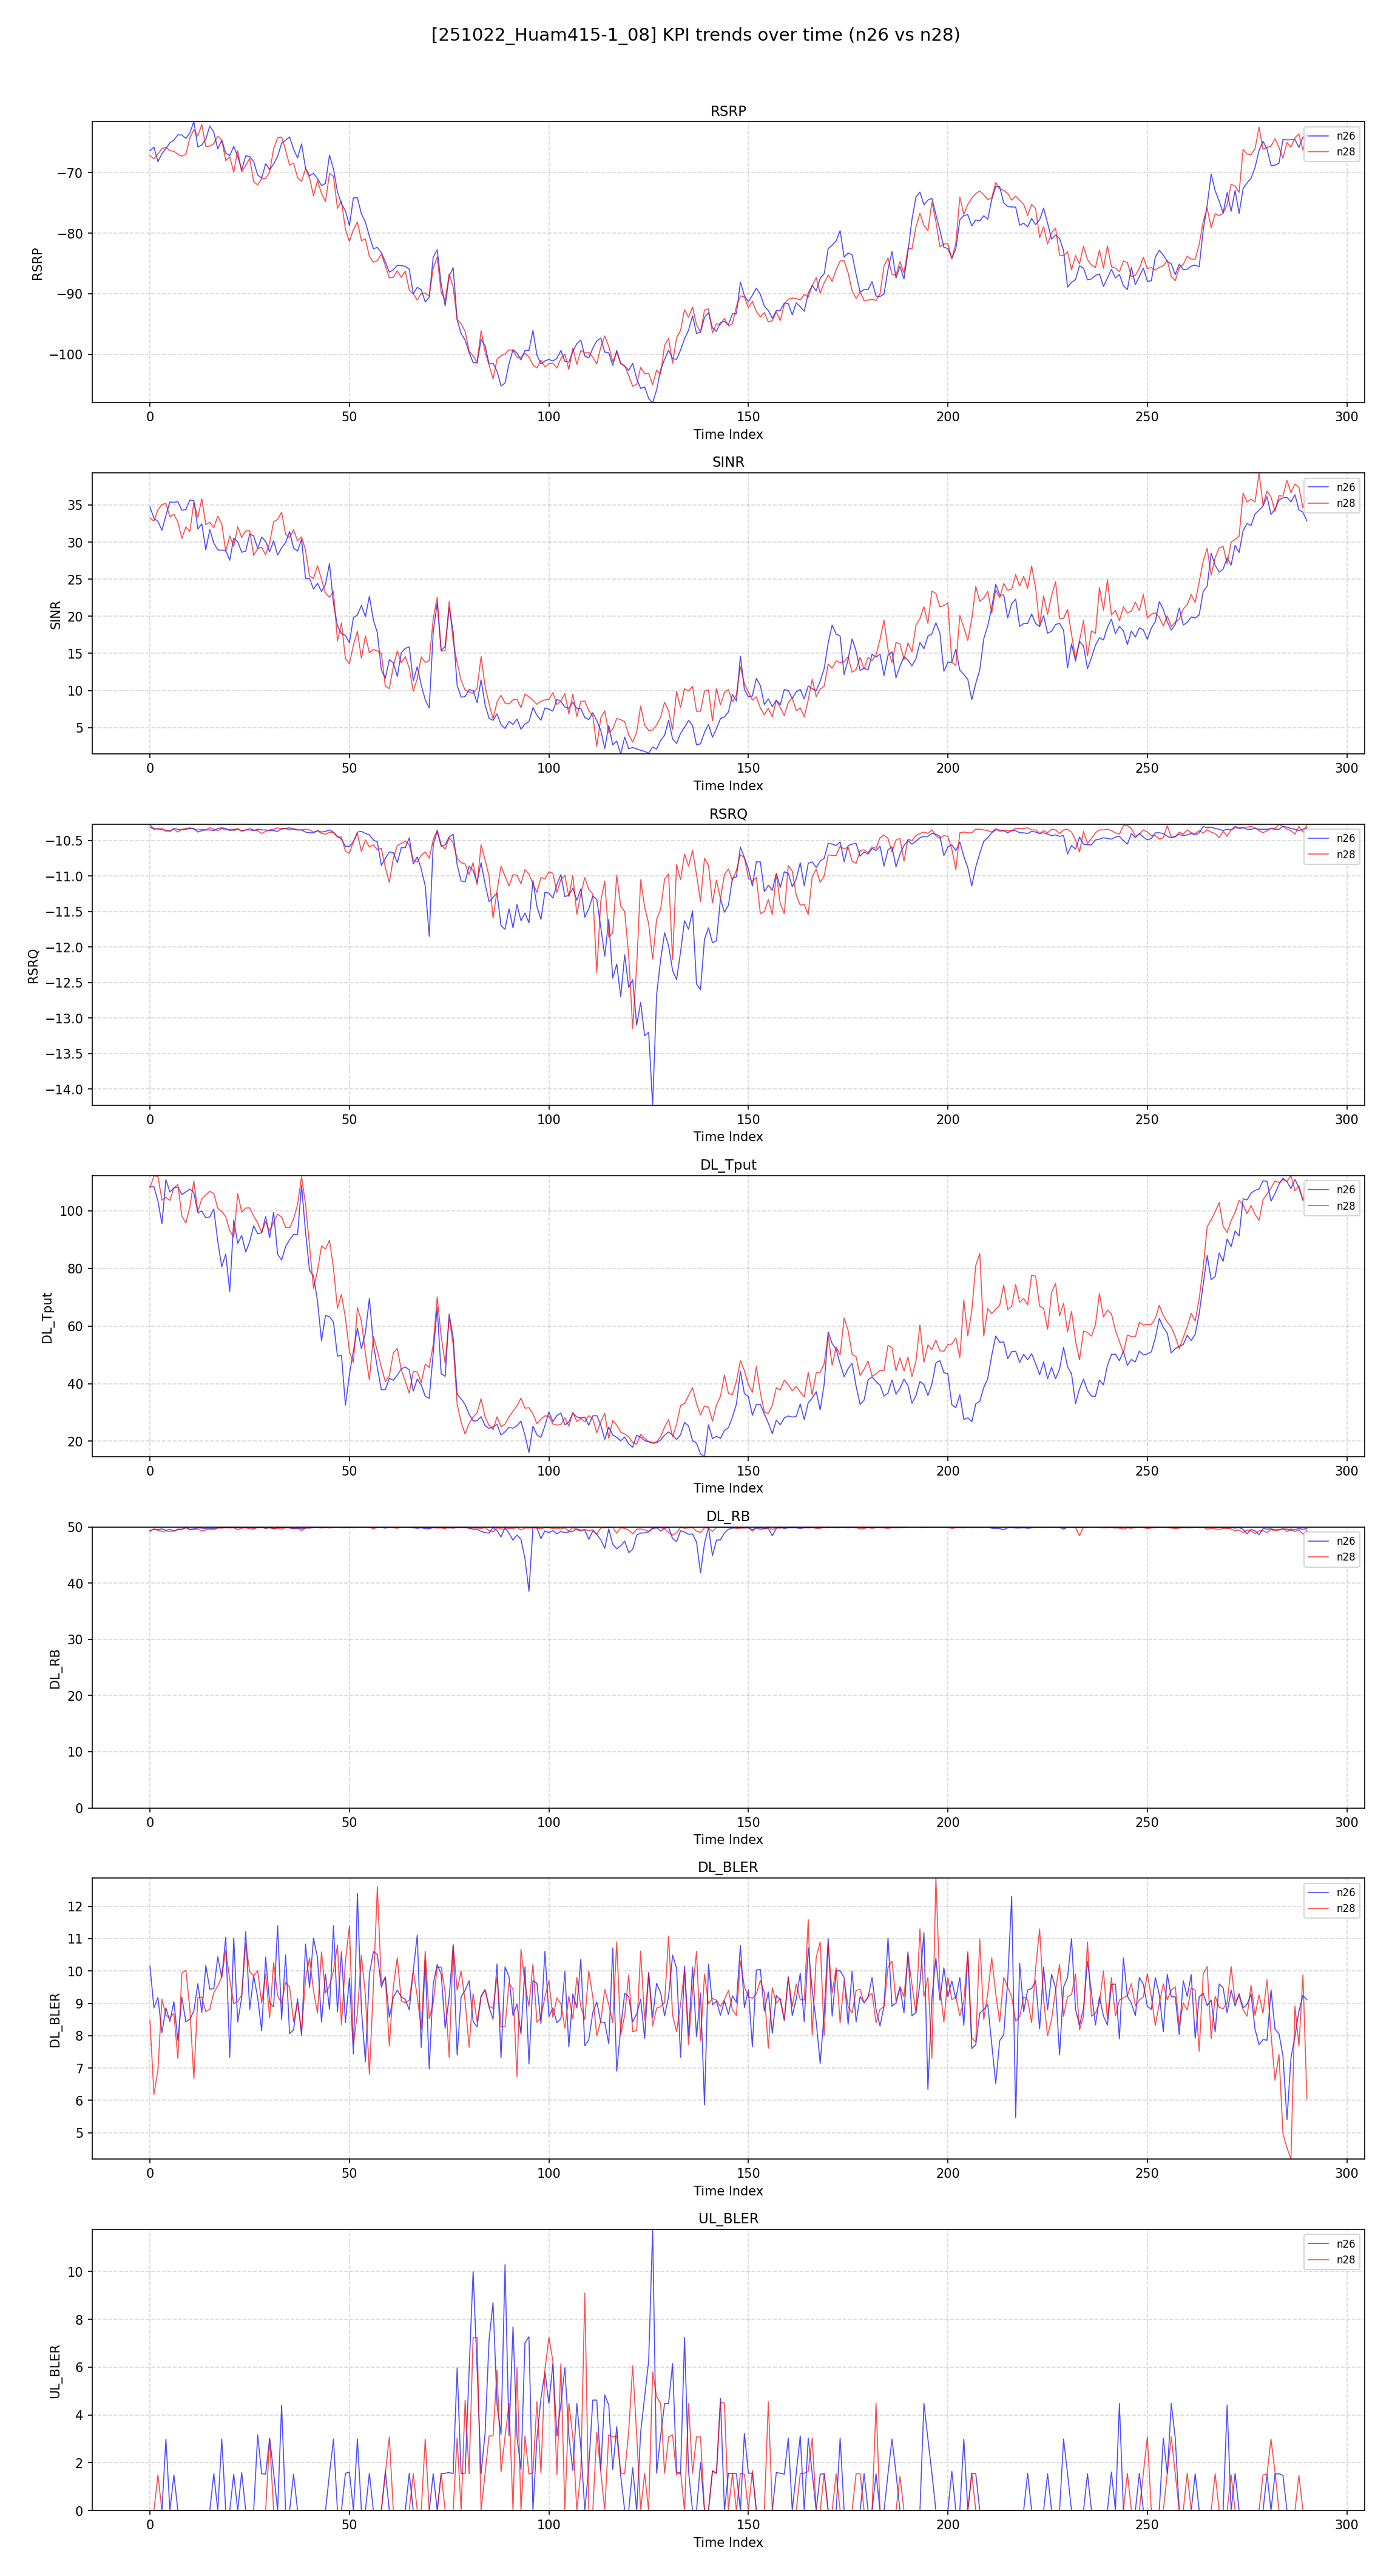 [251022_Huam415-1_08] KPI trends over time (n26 vs n28)
RSRP
n26
n28
−70
−80
−90
−100
RSRP
0 50 100 150 200 250 300
Time Index
SINR
n26
n28
35
30
25
20
15
10
5
SINR
0 50 100 150 200 250 300
Time Index
RSRQ
n26
n28
−10.5
−11.0
−11.5
−12.0
−12.5
−13.0
−13.5
−14.0
RSRQ
0 50 100 150 200 250 300
Time Index
DL_Tput
n26
n28
100
80
60
40
20
DL_Tput
0 50 100 150 200 250 300
Time Index
DL_RB
n26
n28
50
40
30
20
10
0
DL_RB
0 50 100 150 200 250 300
Time Index
DL_BLER
n26
n28
12
11
10
9
8
7
6
5
DL_BLER
0 50 100 150 200 250 300
Time Index
UL_BLER
n26
n28
10
8
6
4
2
0
UL_BLER
0 50 100 150 200 250 300
Time Index